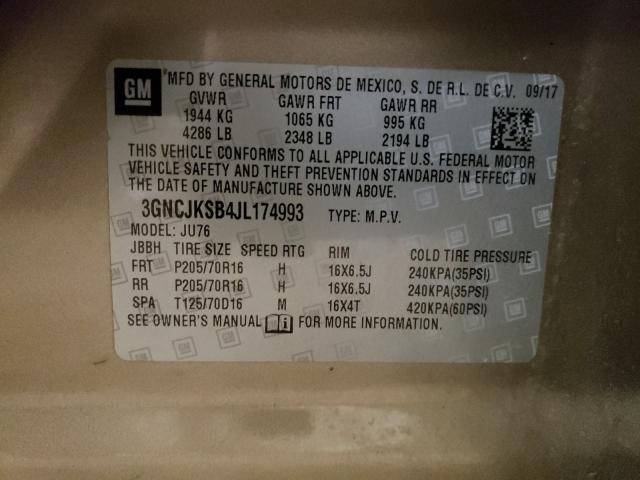 GM MFD BY GENERAL MOTORS DE MEXICO, S. DE R.L. DE C.V. 09/17
GVWR GAWR FRT GAWR RR
1944 KG 1065 KG 995 KG
4286 LB 2348 LB 2194 LB
THIS VEHICLE CONFORMS TO ALL APPLICABLE U.S. FEDERAL MOTOR
VEHICLE SAFETY AND THEFT PREVENTION STANDARDS IN EFFECT ON
THE DATE OF MANUFACTURE SHOWN ABOVE.
3GNCJKSB4JL174993 TYPE: M.P.V.
MODEL: JU76
JBBH TIRE SIZE SPEED RTG RIM COLD TIRE PRESSURE
FRT P205/70R16 H 16X6.5J 240KPA(35PSI)
RR P205/70R16 H 16X6.5J 240KPA(35PSI)
SPA T125/70D16 M 16X4T 420KPA(60PSI)
SEE OWNER'S MANUAL FOR MORE INFORMATION.